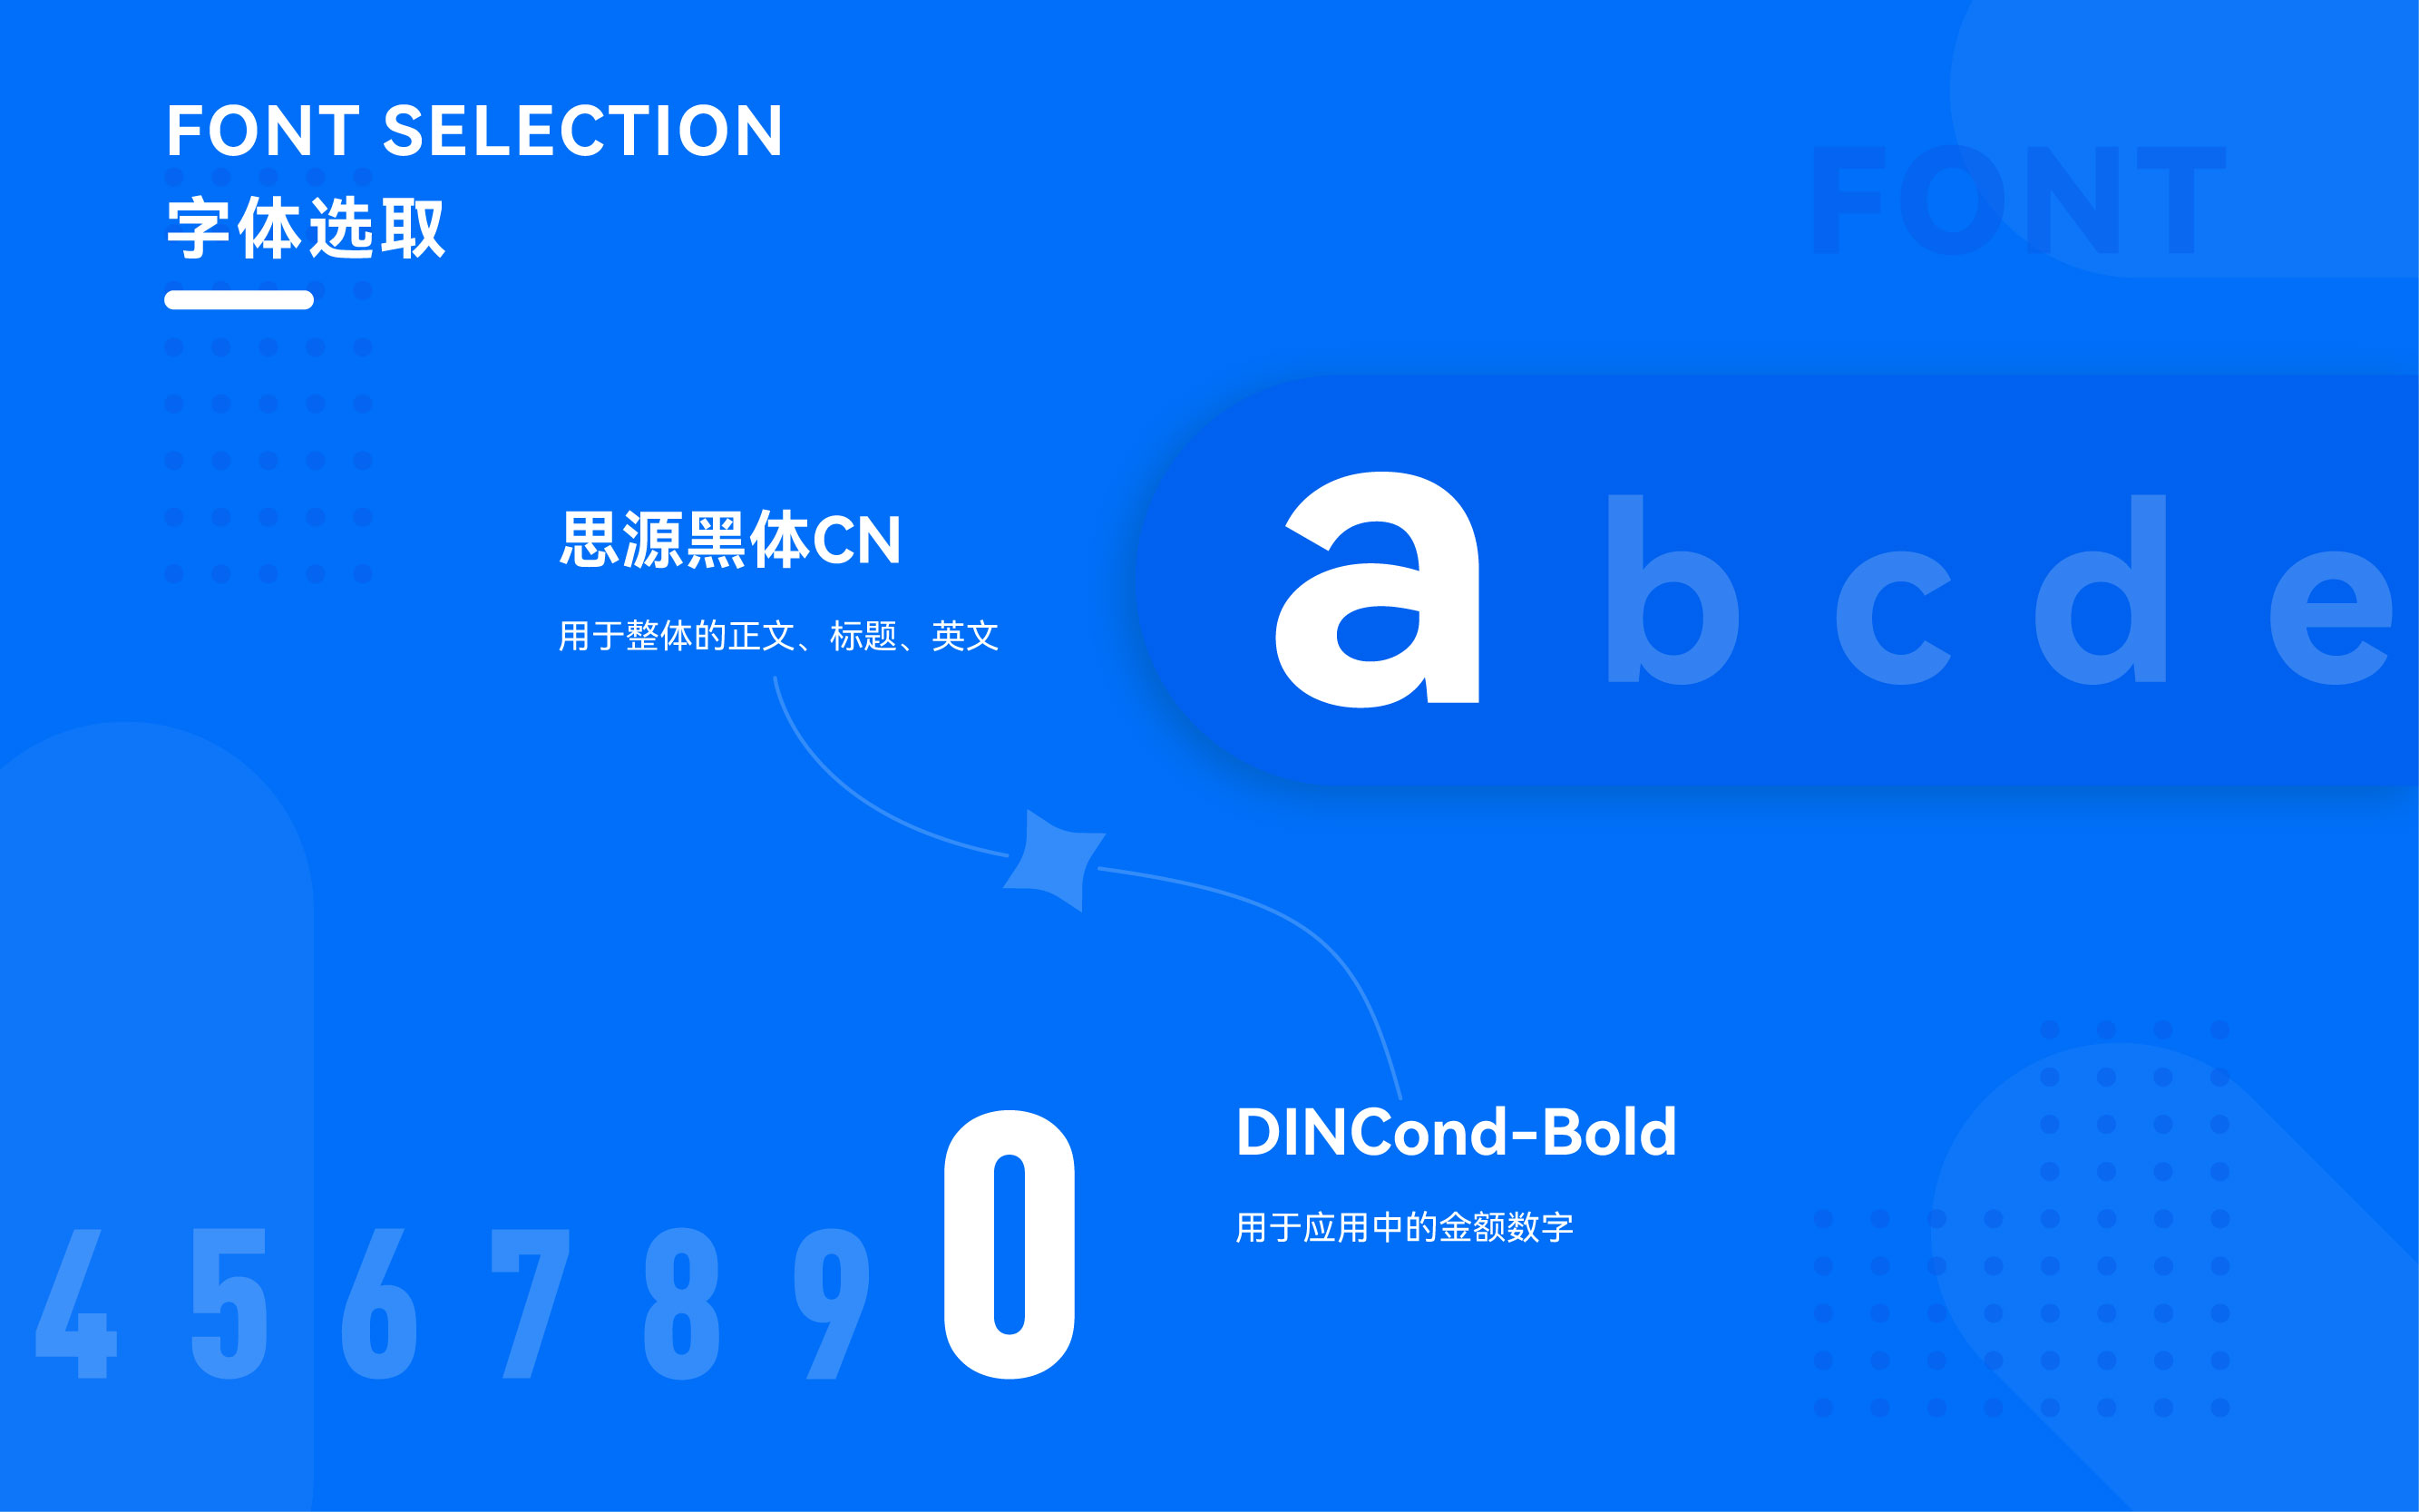 FONT SELECTION
字体选取
FONT
思源黑体CN
用于整体的正文、标题、英文
a b c d e
DINCond-Bold
用于应用中的金额数字
4 5 6 7 8 9 0